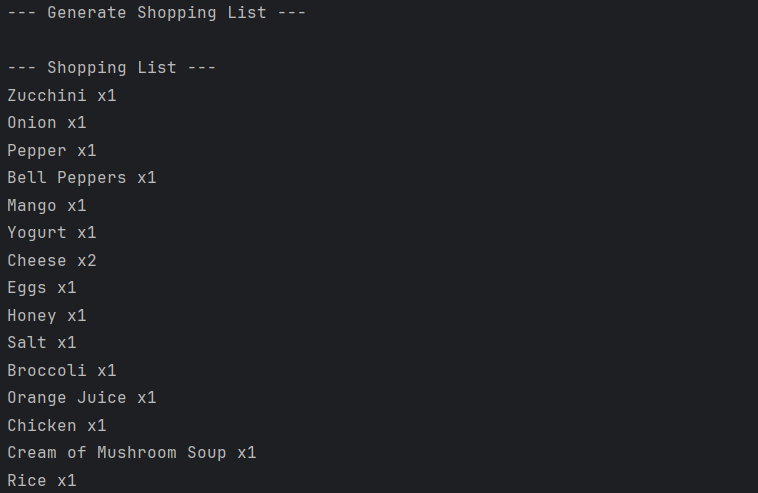 --- Generate Shopping List ---
--- Shopping List ---
Zucchini x1
Onion x1
Pepper x1
Bell Peppers x1
Mango x1
Yogurt x1
Cheese x2
Eggs x1
Honey x1
Salt x1
Broccoli x1
Orange Juice x1
Chicken x1
Cream of Mushroom Soup x1
Rice x1